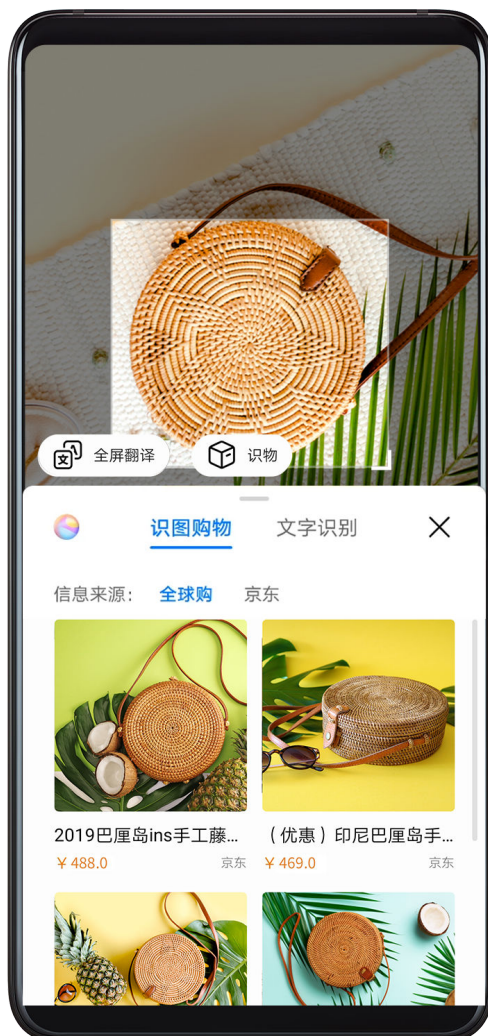 全屏翻译
识物
识图购物
文字识别
信息来源：
全球购
京东
2019巴厘岛ins手工藤...
¥ 488.0
京东
（优惠）印尼巴厘岛手...
¥ 469.0
京东